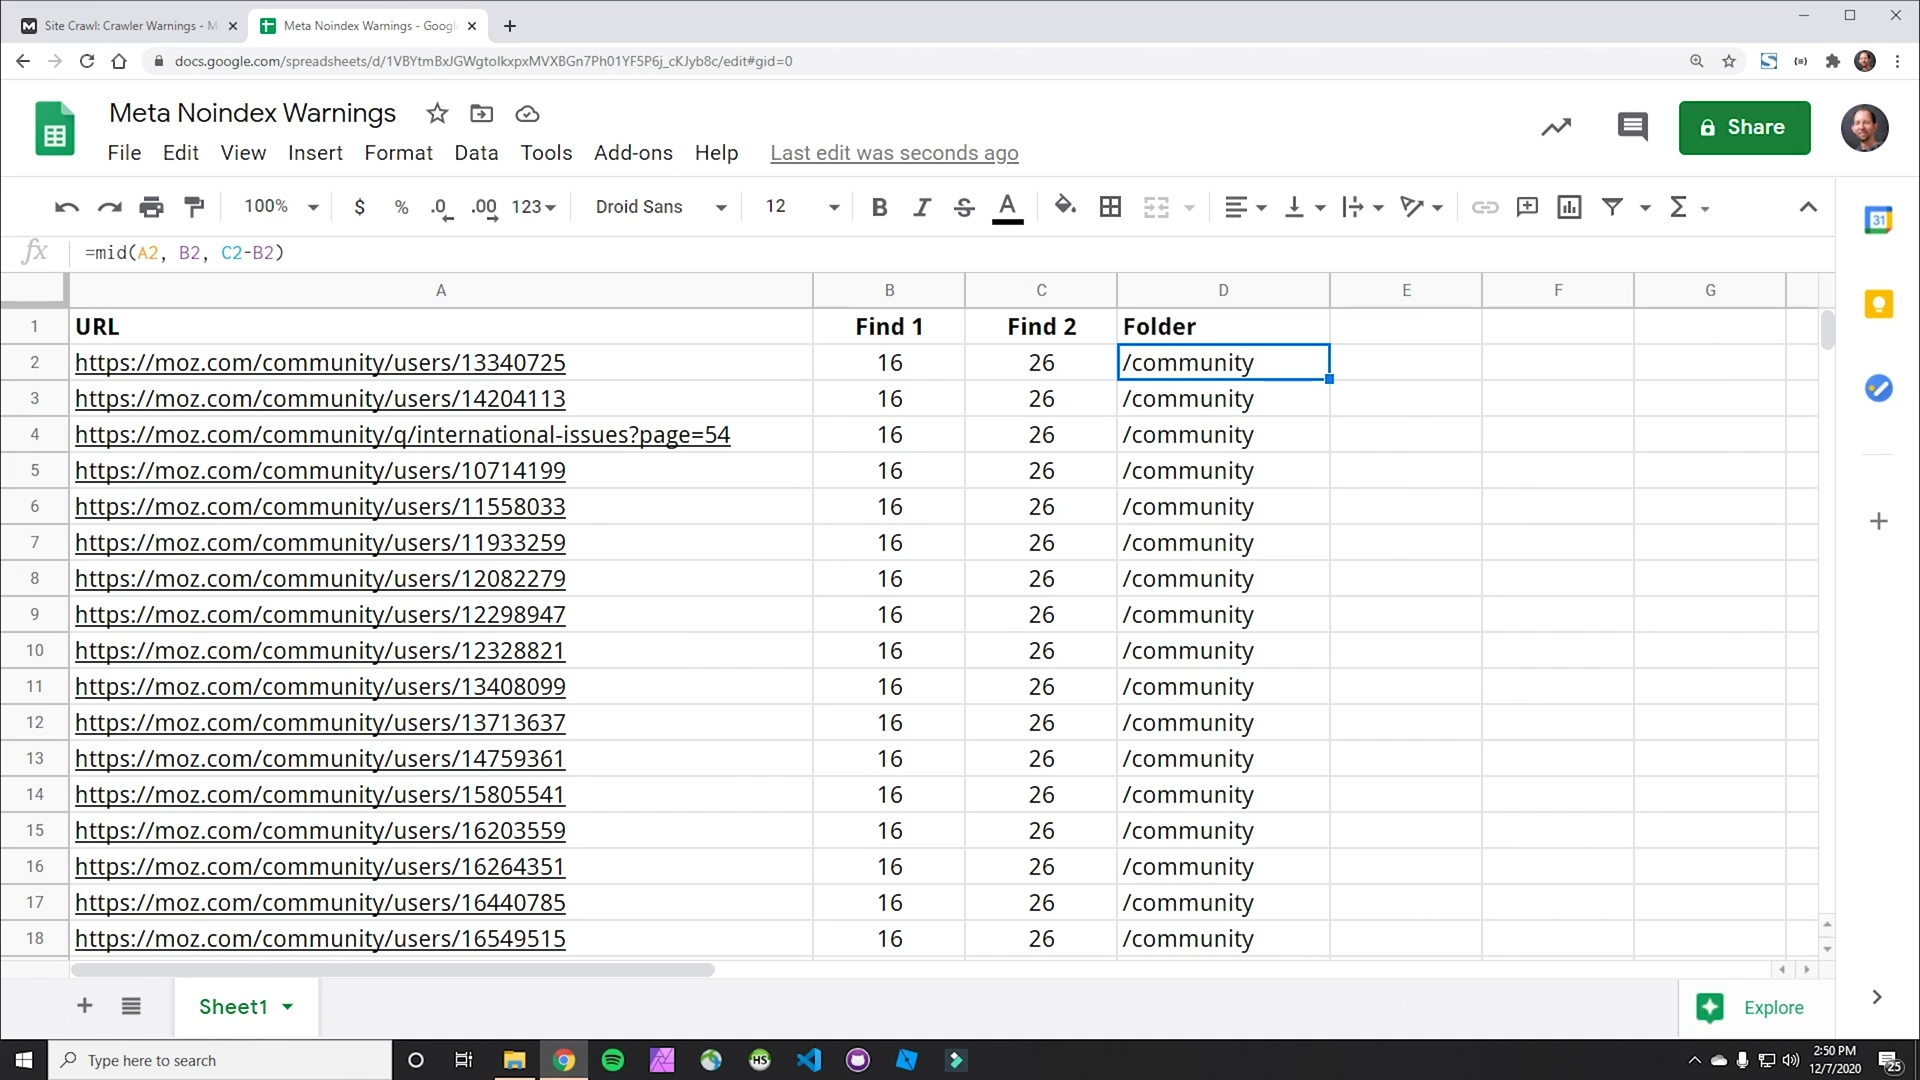 Site Crawl: Crawler Warnings - M
Meta Noindex Warnings - Google
docs.google.com/spreadsheets/d/1VBYtmBxJGWgtoIkxpxMVXBGn7Ph01YF5P6j_cKJyb8c/edit#gid=0
Meta Noindex Warnings
Share
File Edit View Insert Format Data Tools Add-ons Help Last edit was seconds ago
100% $ % .0 .00 123 Droid Sans 12 B I S A Σ
31
fx =mid(A2, B2, C2-B2)
A B C D E F G
1 URL Find 1 Find 2 Folder
2 https://moz.com/community/users/13340725 16 26 /community
3 https://moz.com/community/users/14204113 16 26 /community
4 https://moz.com/community/q/international-issues?page=54 16 26 /community
5 https://moz.com/community/users/10714199 16 26 /community
6 https://moz.com/community/users/11558033 16 26 /community
7 https://moz.com/community/users/11933259 16 26 /community
8 https://moz.com/community/users/12082279 16 26 /community
9 https://moz.com/community/users/12298947 16 26 /community
10 https://moz.com/community/users/12328821 16 26 /community
11 https://moz.com/community/users/13408099 16 26 /community
12 https://moz.com/community/users/13713637 16 26 /community
13 https://moz.com/community/users/14759361 16 26 /community
14 https://moz.com/community/users/15805541 16 26 /community
15 https://moz.com/community/users/16203559 16 26 /community
16 https://moz.com/community/users/16264351 16 26 /community
17 https://moz.com/community/users/16440785 16 26 /community
18 https://moz.com/community/users/16549515 16 26 /community
Sheet1
Explore
Type here to search
HS
2:50 PM
12/7/2020
25